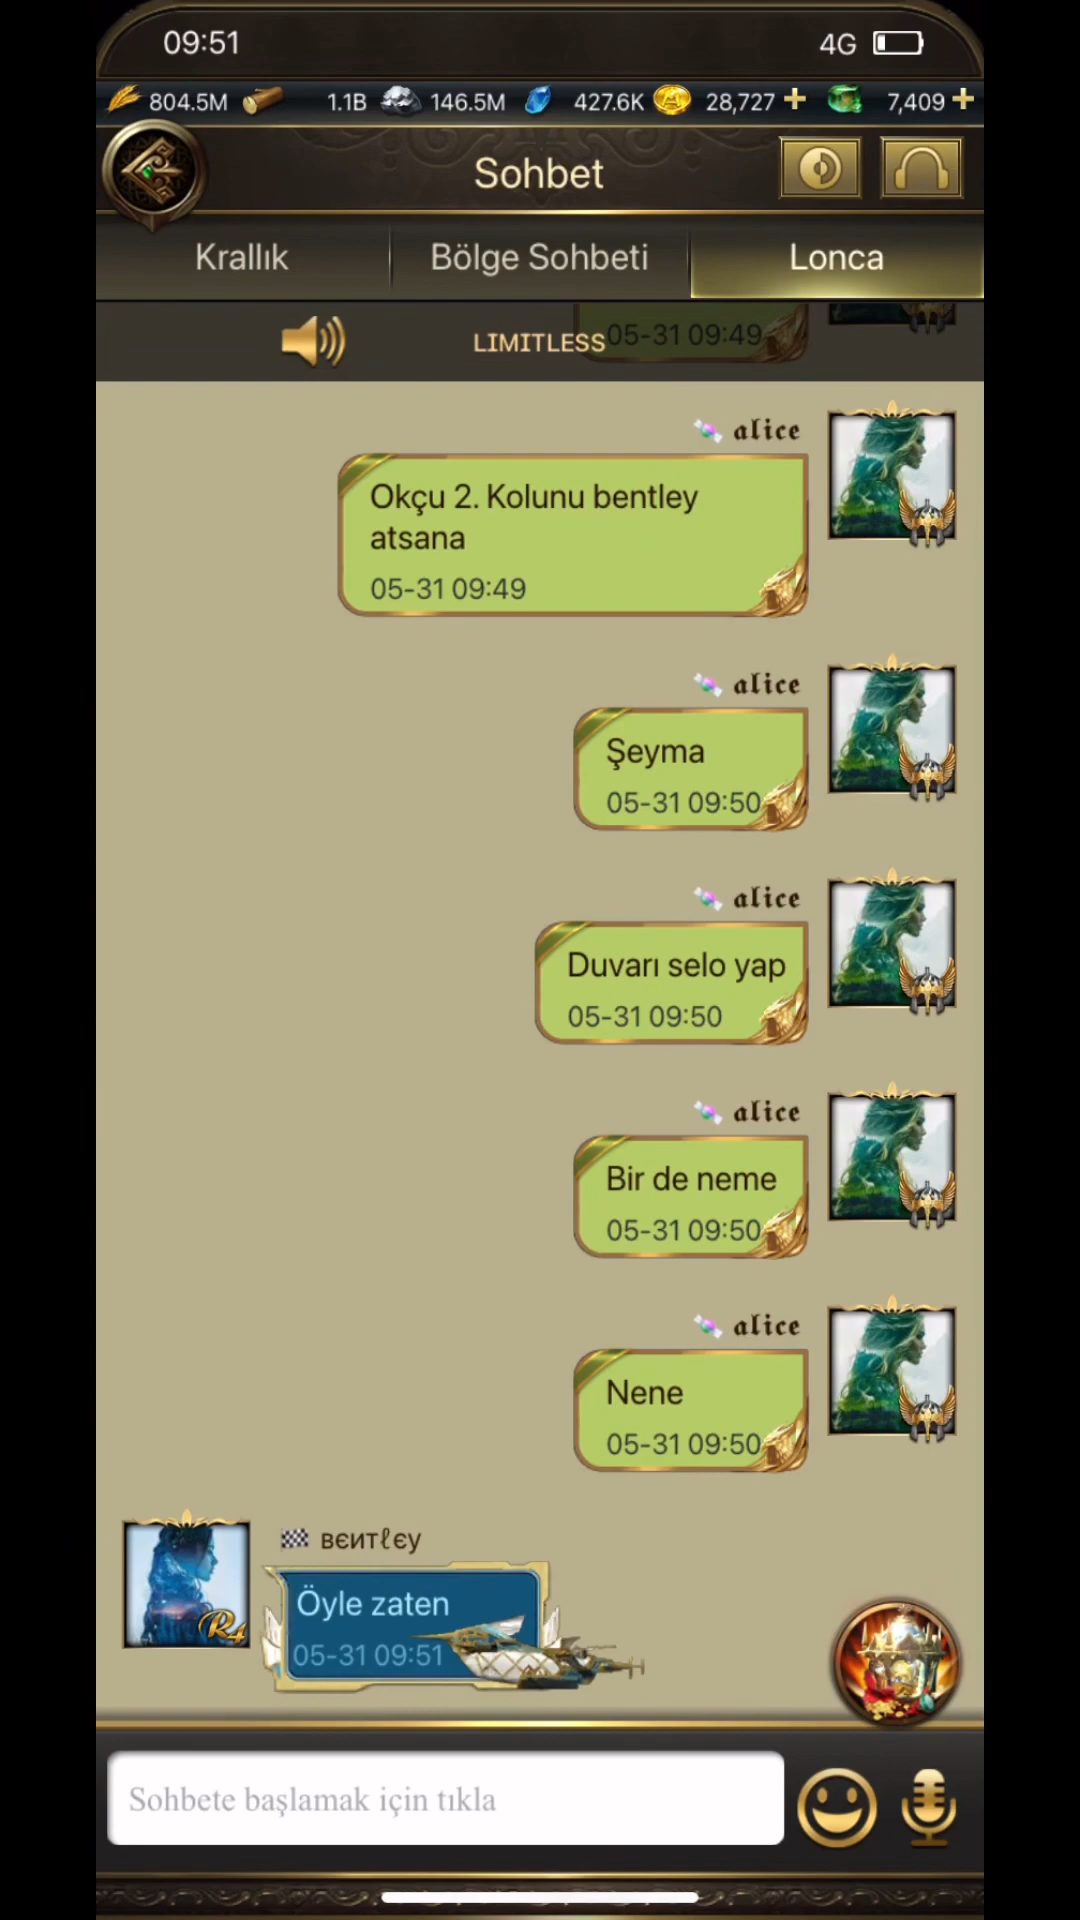 09:51
4G
804.5M 1.1B 146.5M 427.6K 28,727 7,409
Sohbet
Krallık Bölge Sohbeti Lonca
LIMITLESS 05-31 09:49
alice
Okçu 2. Kolunu bentley
atsana
05-31 09:49
alice
Şeyma
05-31 09:50
alice
Duvarı selo yap
05-31 09:50
alice
Bir de neme
05-31 09:50
alice
Nene
05-31 09:50
вєитℓєу
R4
Öyle zaten
05-31 09:51
Sohbete başlamak için tıkla